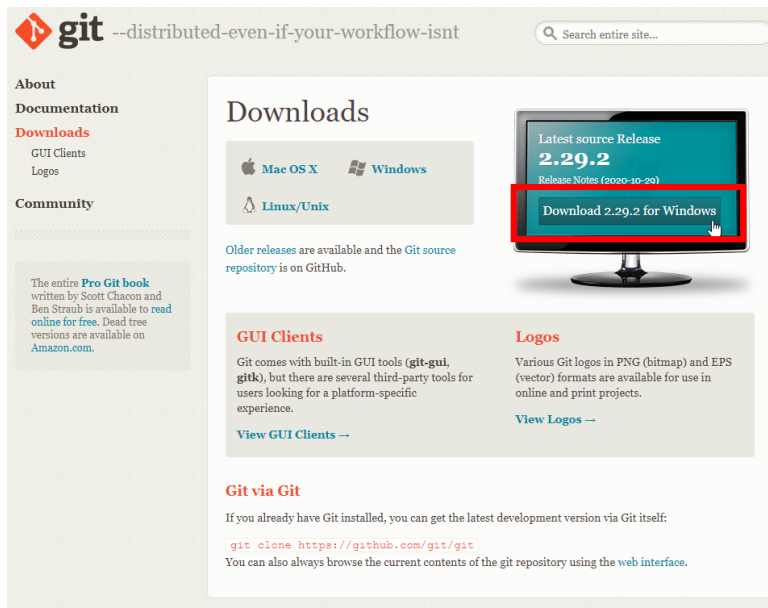 git --distributed-even-if-your-workflow-isnt
Search entire site...
About
Documentation
Downloads
GUI Clients
Logos
Community
The entire Pro Git book
written by Scott Chacon and
Ben Straub is available to read
online for free. Dead tree
versions are available on
Amazon.com.
Downloads
Mac OS X
Windows
Linux/Unix
Older releases are available and the Git source
repository is on GitHub.
Latest source Release
2.29.2
Release Notes (2020-10-29)
Download 2.29.2 for Windows
GUI Clients
Git comes with built-in GUI tools (git-gui,
gitk), but there are several third-party tools for
users looking for a platform-specific
experience.
View GUI Clients →
Logos
Various Git logos in PNG (bitmap) and EPS
(vector) formats are available for use in
online and print projects.
View Logos →
Git via Git
If you already have Git installed, you can get the latest development version via Git itself:
git clone https://github.com/git/git
You can also always browse the current contents of the git repository using the web interface.